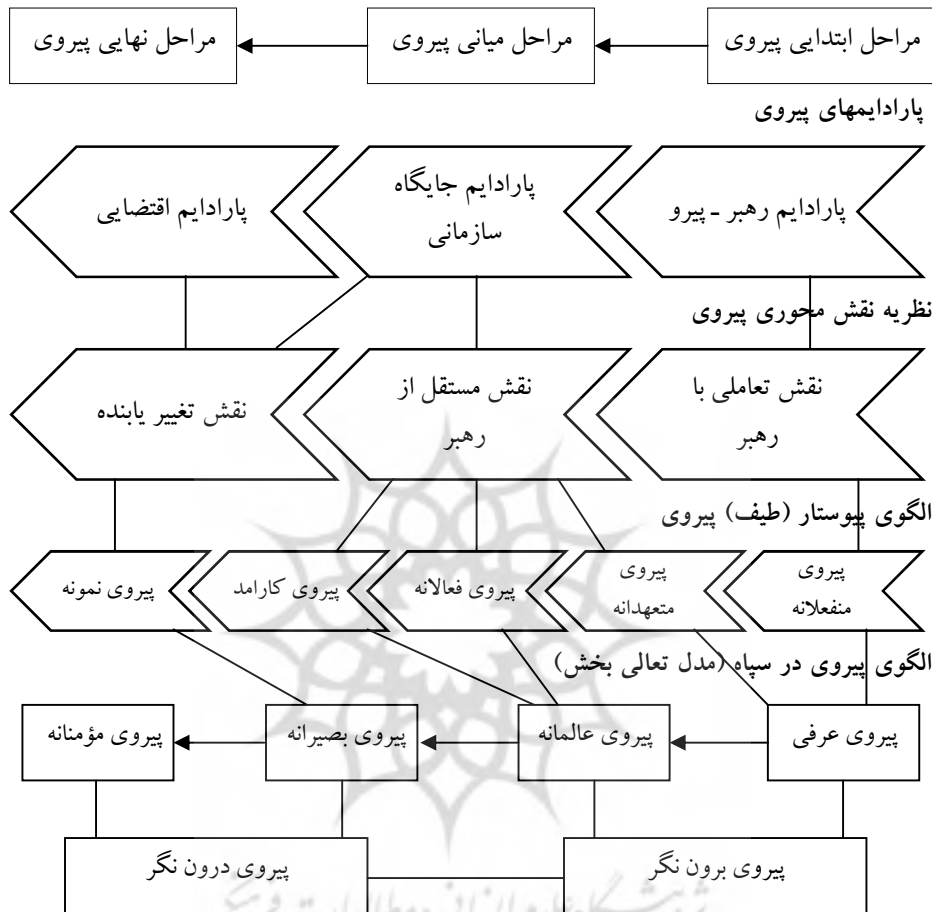 مراحل ابتدایی پیروی
مراحل میانی پیروی
مراحل نهایی پیروی
پارادایمهای پیروی
پارادایم رهبر ـ پیرو
پارادایم جایگاه
سازمانی
پارادایم اقتضایی
نظریه نقش محوری پیروی
نقش تعاملی با
رهبر
نقش مستقل از
رهبر
نقش تغییر یابنده
الگوی پیوستار (طیف) پیروی
پیروی
منفعلانه
پیروی
متعهدانه
پیروی فعالانه
پیروی کارامد
پیروی نمونه
الگوی پیروی در سپاه (مدل تعالی بخش)
پیروی عرفی
پیروی عالمانه
پیروی بصیرانه
پیروی مؤمنانه
پیروی برون نگر
پیروی درون نگر